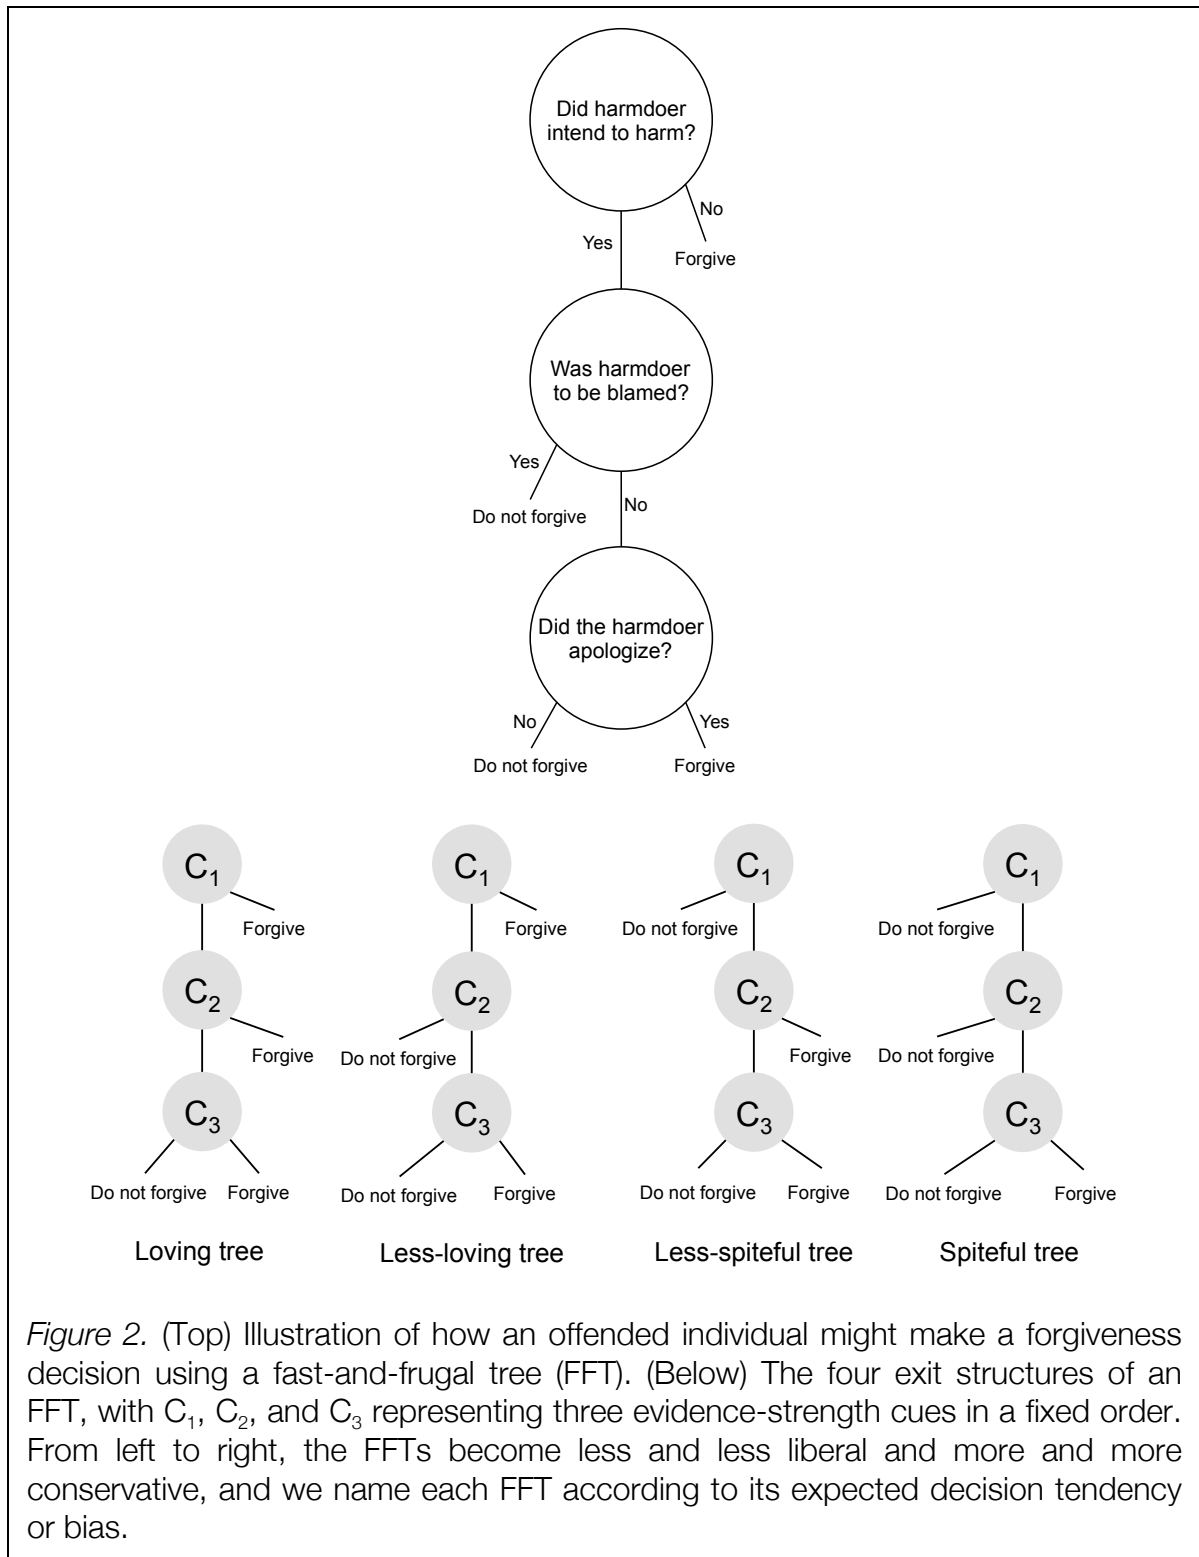 Did harmdoer
intend to harm?
No
Yes
Forgive
Was harmdoer
to be blamed?
Yes
Do not forgive
No
Did the harmdoer
apologize?
No
Yes
Do not forgive
Forgive
C₁
Forgive
C₂
Forgive
C₃
Do not forgive
Forgive
Loving tree
C₁
Forgive
C₂
Do not forgive
C₃
Do not forgive
Forgive
Less-loving tree
C₁
Do not forgive
C₂
Forgive
C₃
Do not forgive
Forgive
Less-spiteful tree
C₁
Do not forgive
C₂
Do not forgive
C₃
Do not forgive
Forgive
Spiteful tree
Figure 2. (Top) Illustration of how an offended individual might make a forgiveness
decision using a fast-and-frugal tree (FFT). (Below) The four exit structures of an
FFT, with C₁, C₂, and C₃ representing three evidence-strength cues in a fixed order.
From left to right, the FFTs become less and less liberal and more and more
conservative, and we name each FFT according to its expected decision tendency
or bias.